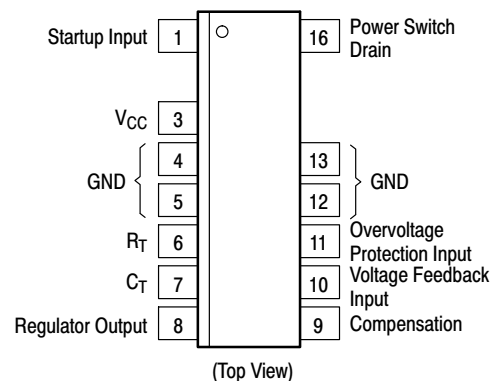 Startup Input 1 16 Power Switch
Drain
VCC 3
4 13
GND GND
5 12
RT 6 11 Overvoltage
Protection Input
CT 7 10 Voltage Feedback
Input
Regulator Output 8 9 Compensation
(Top View)